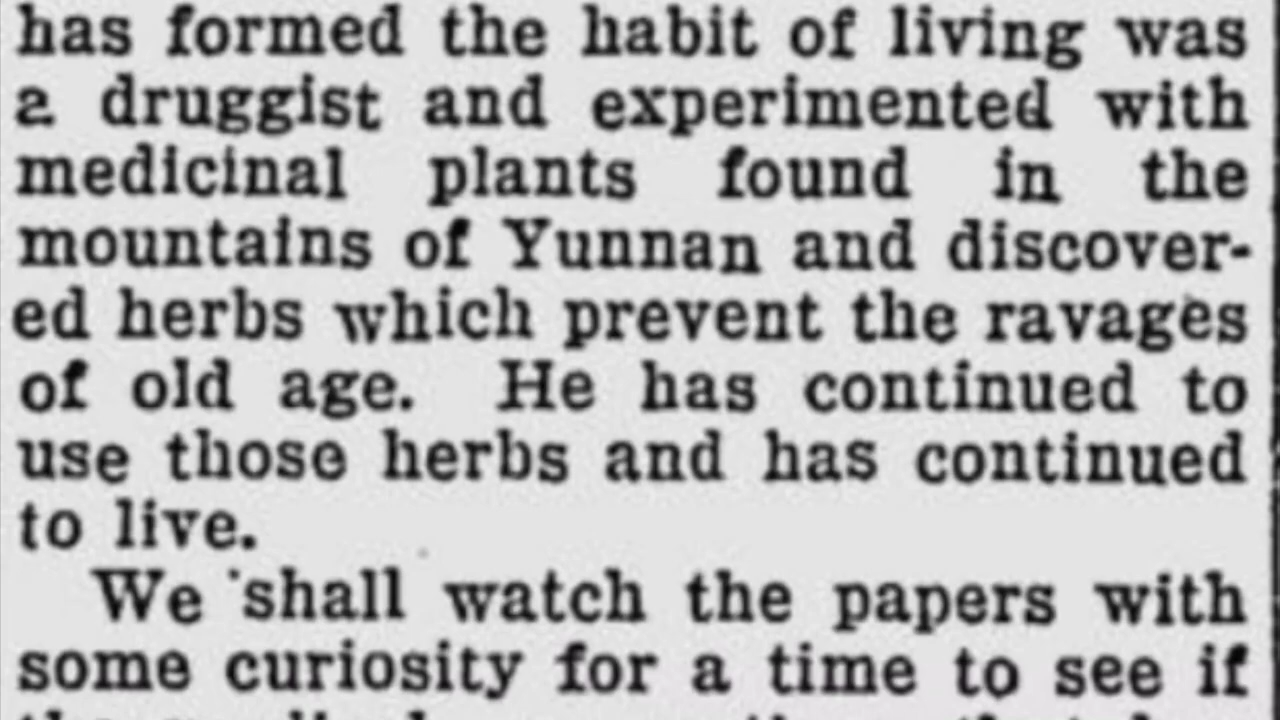 has formed the habit of living was
a druggist and experimented with
medicinal plants found in the
mountains of Yunnan and discover-
ed herbs which prevent the ravages
of old age. He has continued to
use those herbs and has continued
to live.
We shall watch the papers with
some curiosity for a time to see if